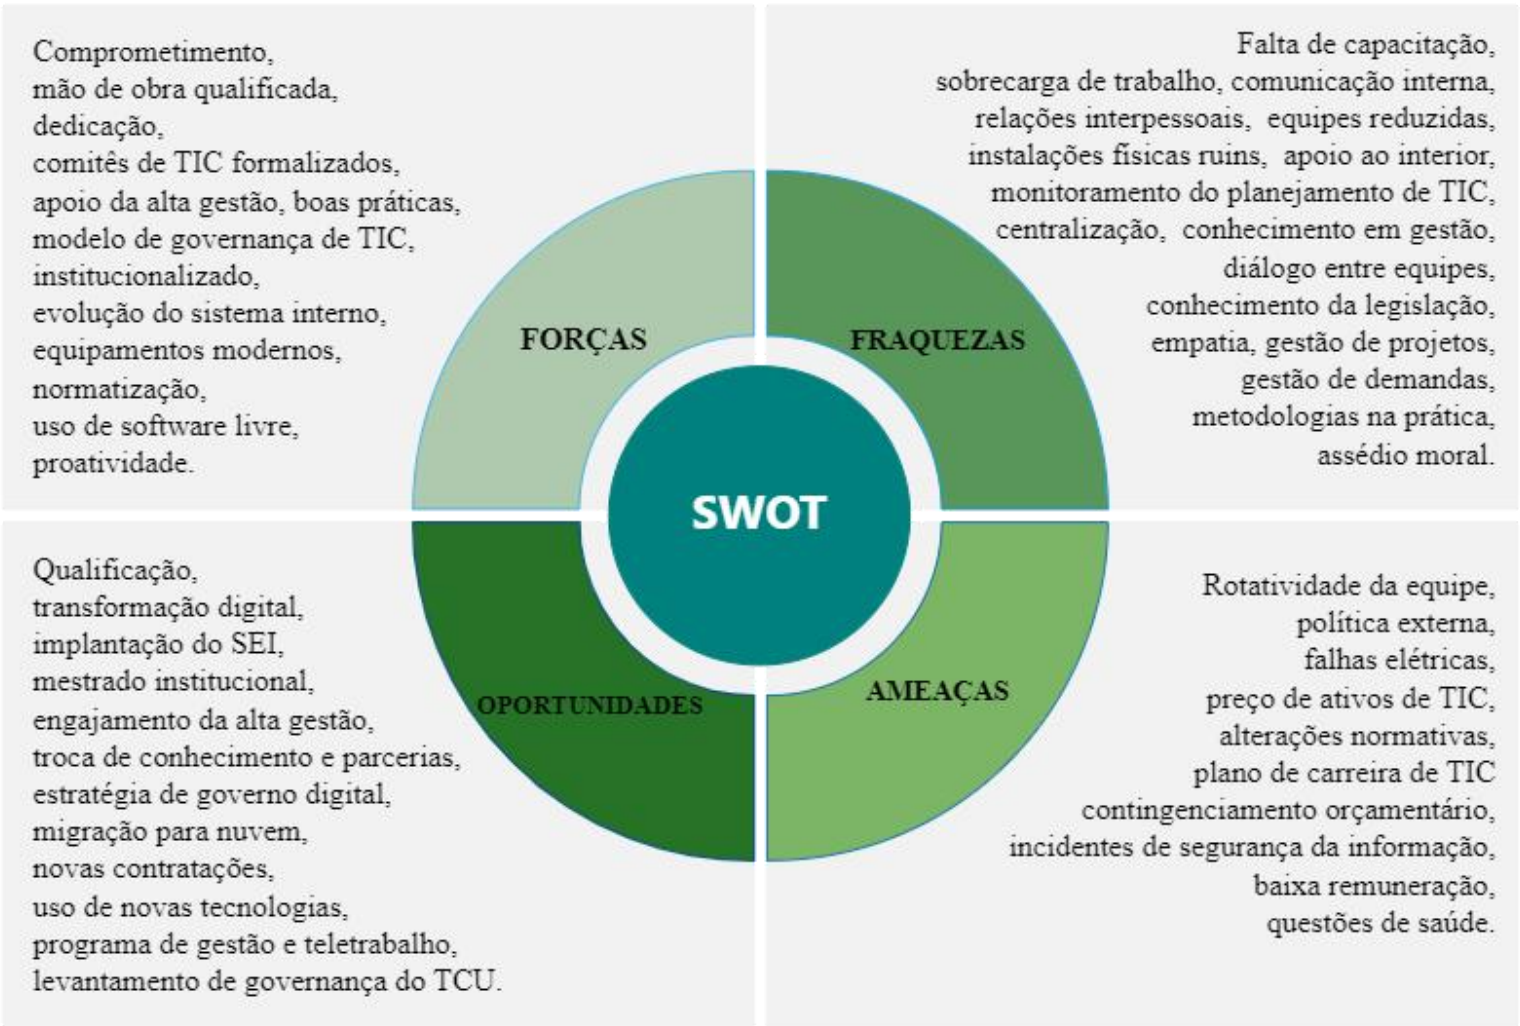 Comprometimento,
mão de obra qualificada,
dedicação,
comitês de TIC formalizados,
apoio da alta gestão, boas práticas,
modelo de governança de TIC,
institucionalizado,
evolução do sistema interno,
equipamentos modernos,
normatização,
uso de software livre,
proatividade.
FORÇAS
Falta de capacitação,
sobrecarga de trabalho, comunicação interna,
relações interpessoais, equipes reduzidas,
instalações físicas ruins, apoio ao interior,
monitoramento do planejamento de TIC,
centralização, conhecimento em gestão,
diálogo entre equipes,
conhecimento da legislação,
empatia, gestão de projetos,
gestão de demandas,
metodologias na prática,
assédio moral.
FRAQUEZAS
SWOT
Qualificação,
transformação digital,
implantação do SEI,
mestrado institucional,
engajamento da alta gestão,
troca de conhecimento e parcerias,
estratégia de governo digital,
migração para nuvem,
novas contratações,
uso de novas tecnologias,
programa de gestão e teletrabalho,
levantamento de governança do TCU.
OPORTUNIDADES
Rotatividade da equipe,
política externa,
falhas elétricas,
preço de ativos de TIC,
alterações normativas,
plano de carreira de TIC
contingenciamento orçamentário,
incidentes de segurança da informação,
baixa remuneração,
questões de saúde.
AMEAÇAS